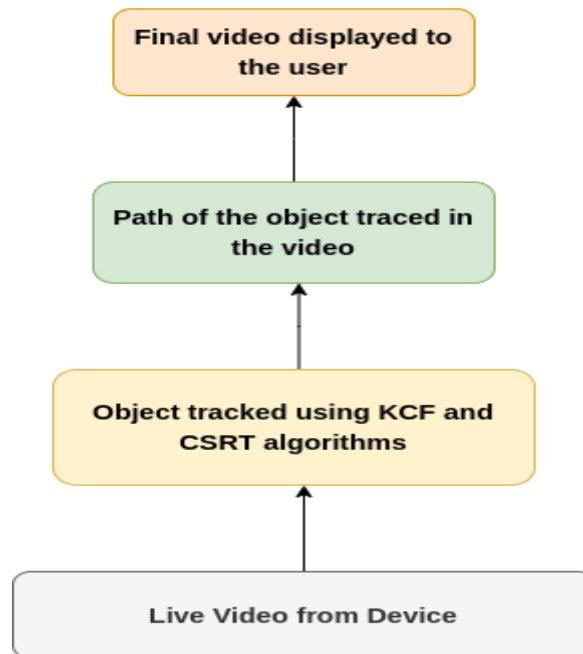 Final video displayed to
the user
Path of the object traced in
the video
Object tracked using KCF and
CSRT algorithms
Live Video from Device